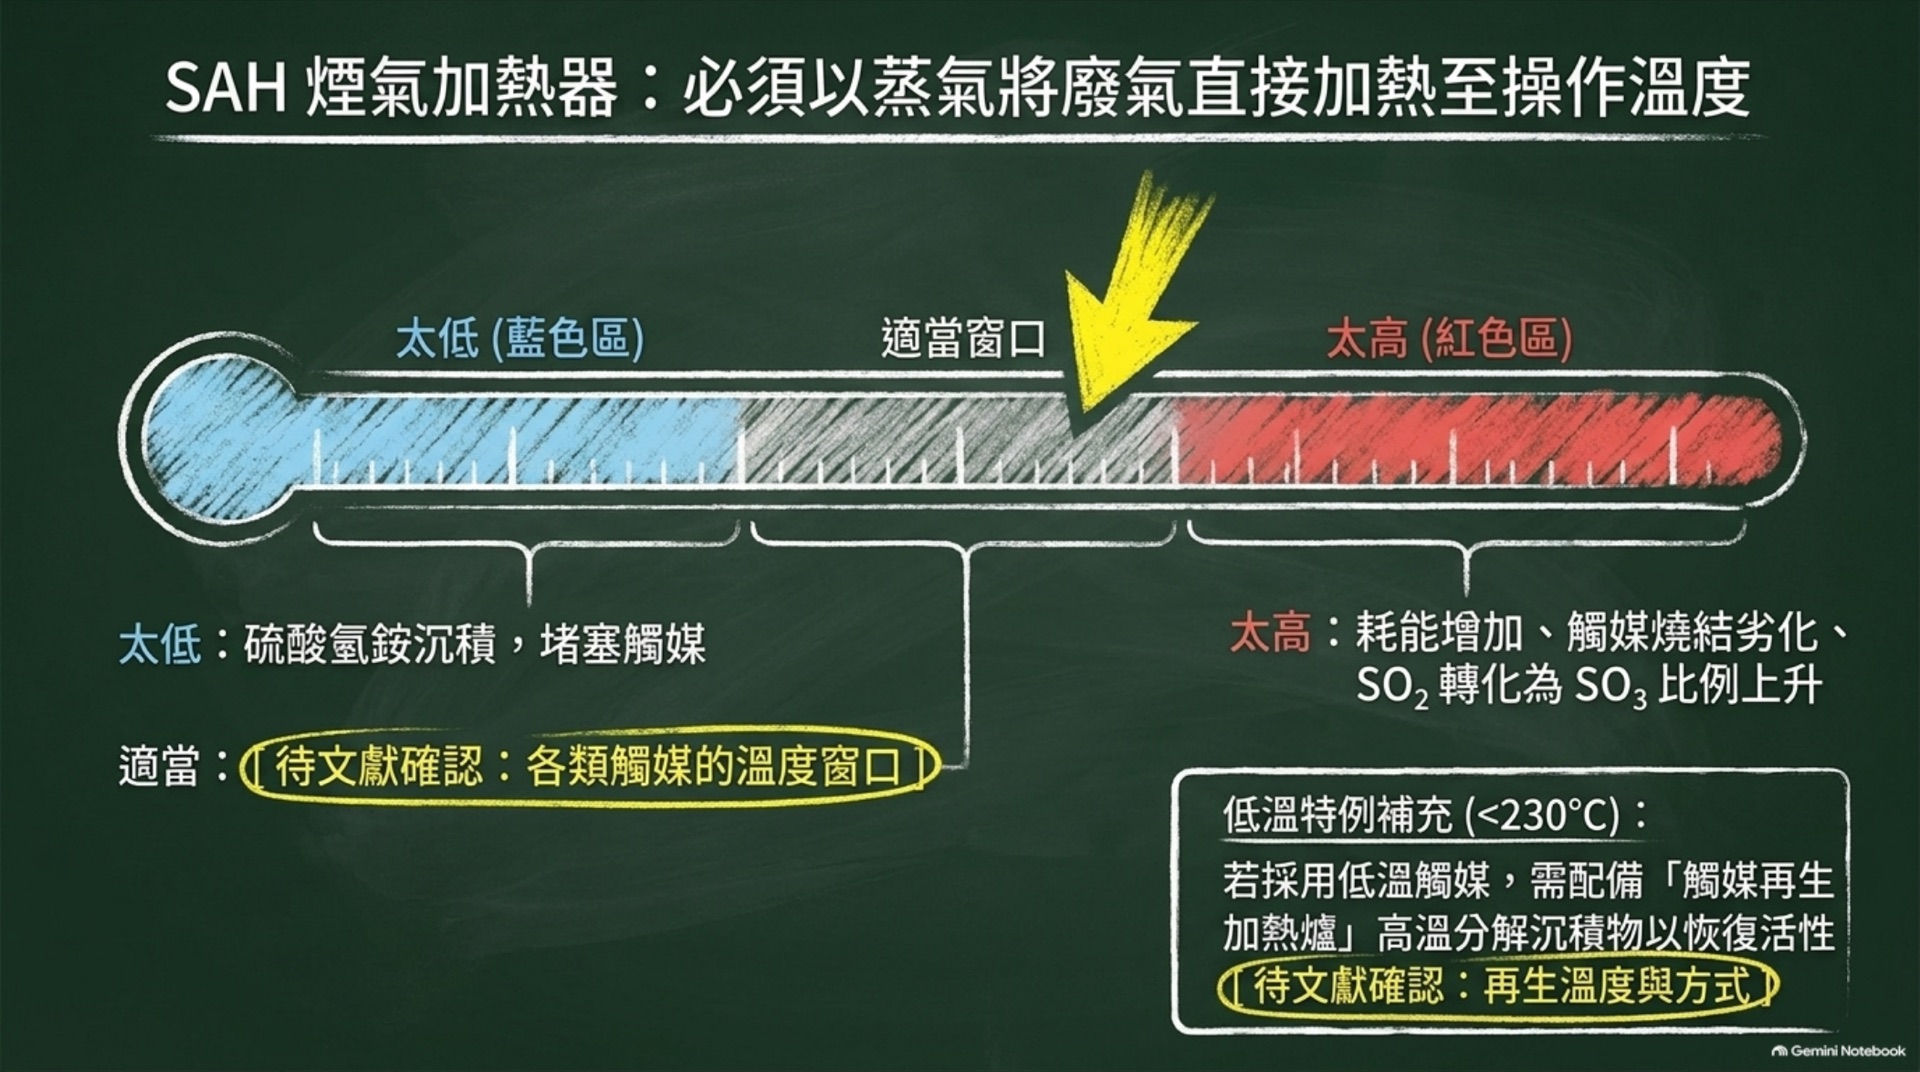 SAH 煙氣加熱器：必須以蒸氣將廢氣直接加熱至操作溫度
太低 (藍色區)
適當窗口
太高 (紅色區)
太低：硫酸氫銨沉積，堵塞觸媒
太高：耗能增加、觸媒燒結劣化、
SO₂ 轉化為 SO₃ 比例上升
適當：[ 待文獻確認：各類觸媒的溫度窗口 ]
低溫特例補充 (<230°C)：
若採用低溫觸媒，需配備「觸媒再生
加熱爐」高溫分解沉積物以恢復活性
[ 待文獻確認：再生溫度與方式 ]
Gemini Notebook